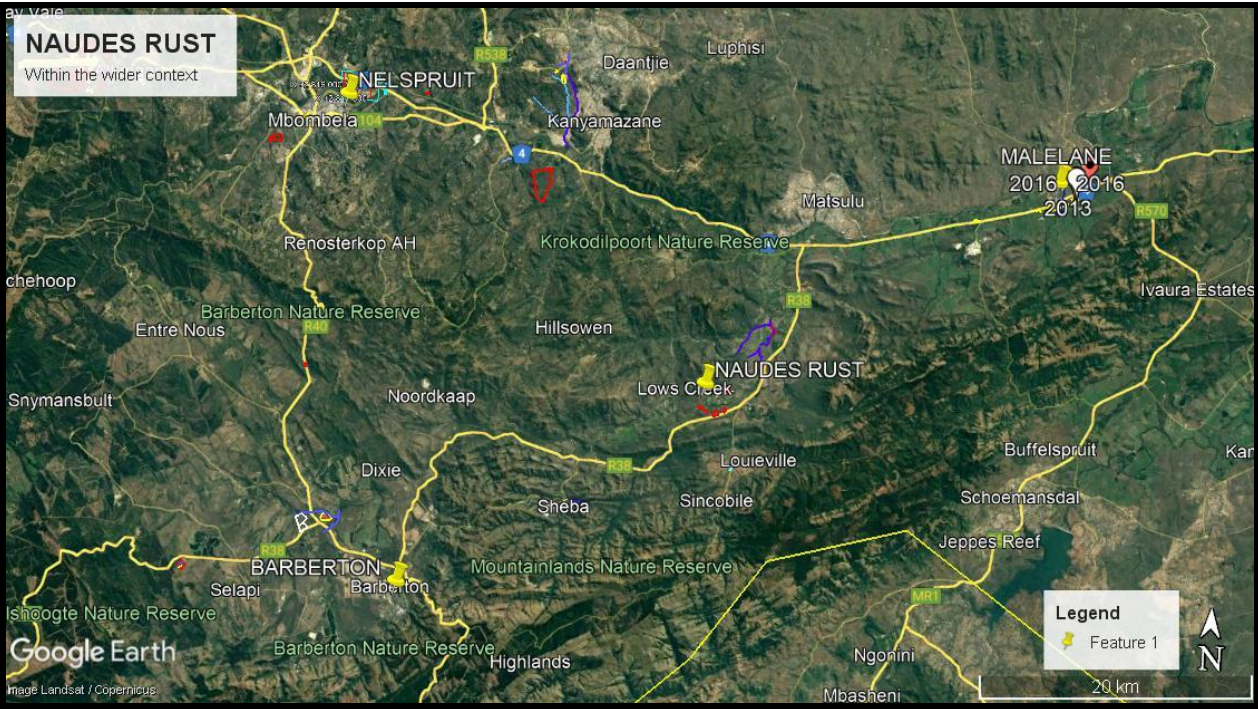 NAUDES RUST
Within the wider context
R538
Luphisi
Daantjie
NELSPRUIT
Mbombela
104
Kanyamazane
4
MALELANE
2016
2016
2013
Matsulu
R570
Renosterkop AH
Krokodilpoort Nature Reserve
chehoop
Ivaura Estates
R38
Barberton Nature Reserve
Entre Nous
R40
Hillsowen
NAUDES RUST
Lows Creek
Noordkaap
Snymansbult
Buffelspruit
Kan
R38
Louieville
Dixie
Schoemansdal
Sheba
Sincobile
Jeppes Reef
R38
BARBERTON
Mountainlands Nature Reserve
Selapi
Barberton
MR1
lshoogte Nature Reserve
Legend
Feature 1
Google Earth
Barberton Nature Reserve
Highlands
Ngonini
N
Image Landsat / Copernicus
20 km
Mbasheni